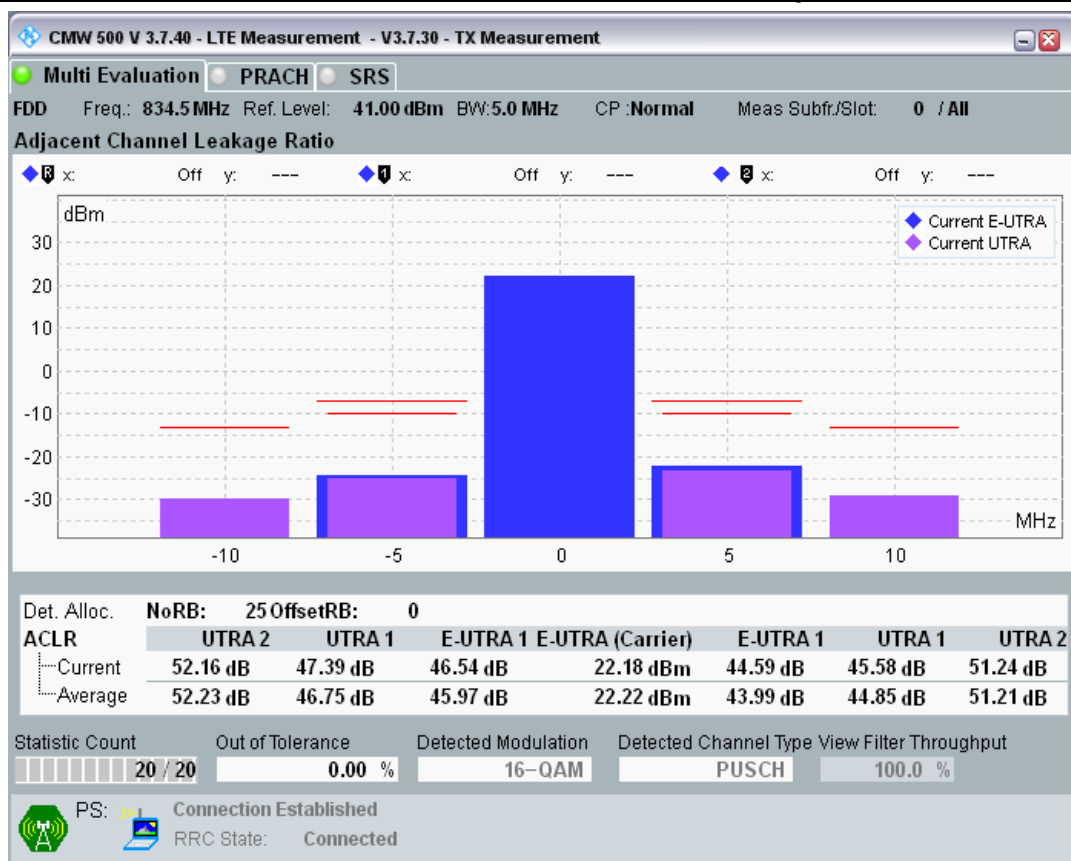 CMW 500 V 3.7.40 - LTE Measurement - V3.7.30 - TX Measurement
Multi Evaluation PRACH SRS
FDD Freq.: 834.5 MHz Ref. Level: 41.00 dBm BW:5.0 MHz CP :Normal Meas Subfr./Slot: 0 / All
Adjacent Channel Leakage Ratio
R x: Off y: --- 1 x: Off y: --- 2 x: Off y: ---
dBm
Current E-UTRA
Current UTRA
30
20
10
0
-10
-20
-30
MHz
-10 -5 0 5 10
Det. Alloc. NoRB: 25 OffsetRB: 0
ACLR UTRA 2 UTRA 1 E-UTRA 1 E-UTRA (Carrier) E-UTRA 1 UTRA 1 UTRA 2
Current 52.16 dB 47.39 dB 46.54 dB 22.18 dBm 44.59 dB 45.58 dB 51.24 dB
Average 52.23 dB 46.75 dB 45.97 dB 22.22 dBm 43.99 dB 44.85 dB 51.21 dB
Statistic Count Out of Tolerance Detected Modulation Detected Channel Type View Filter Throughput
20 / 20 0.00 % 16-QAM PUSCH 100.0 %
PS: Connection Established
RRC State: Connected